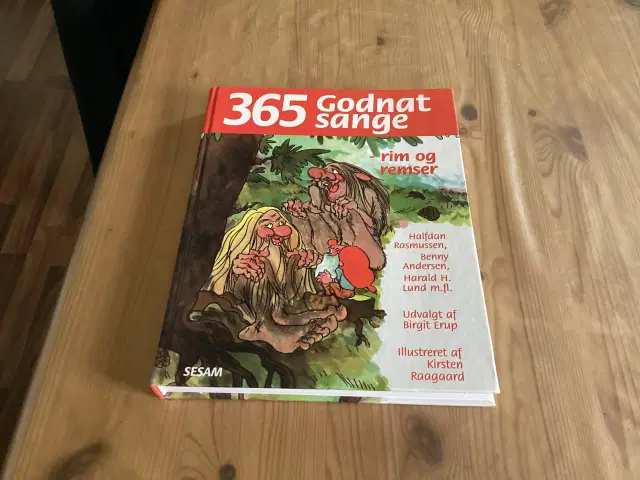 365 Godnat
sange
- rim og
remser
Halfdan
Rasmussen,
Benny
Andersen,
Harald H.
Lund m.fl.
Udvalgt af
Birgit Erup
Illustreret af
Kirsten
Raagaard
SESAM